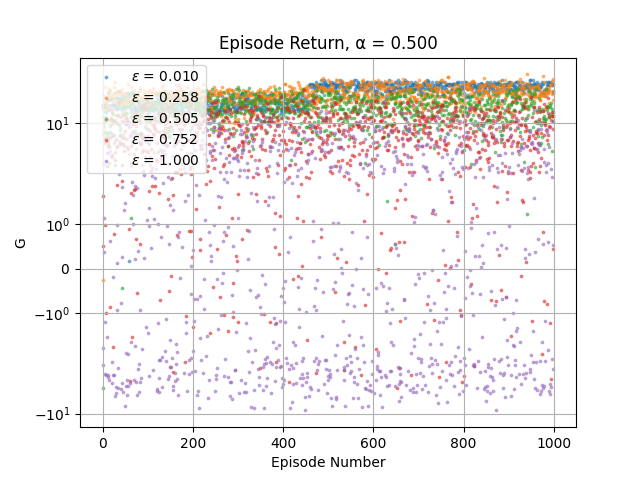 Episode Return, α = 0.500
ε = 0.010
ε = 0.258
ε = 0.505
ε = 0.752
ε = 1.000
10¹
10⁰
0
−10⁰
−10¹
G
0 200 400 600 800 1000
Episode Number